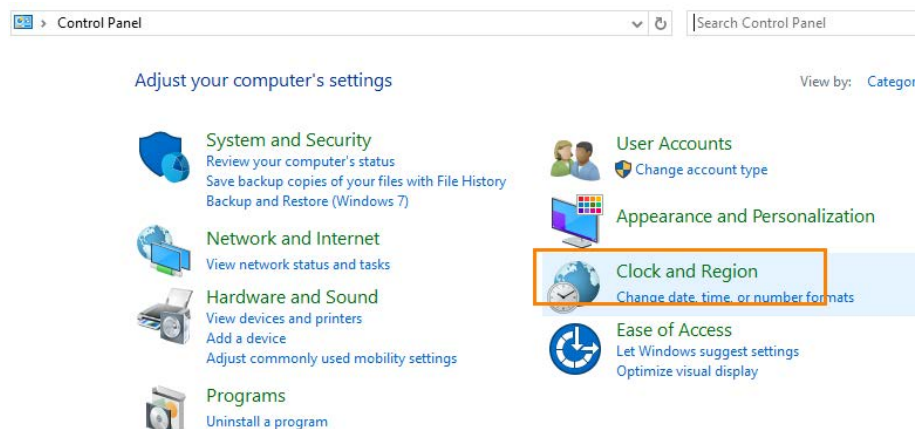 Control Panel
Search Control Panel
Adjust your computer's settings
View by:
System and Security
Review your computer's status
Save backup copies of your files with File History
Backup and Restore (Windows 7)
Network and Internet
View network status and tasks
Hardware and Sound
View devices and printers
Add a device
Adjust commonly used mobility settings
Programs
Uninstall a program
User Accounts
Change account type
Appearance and Personalization
Clock and Region
Change date, time, or number formats
Ease of Access
Let Windows suggest settings
Optimize visual display